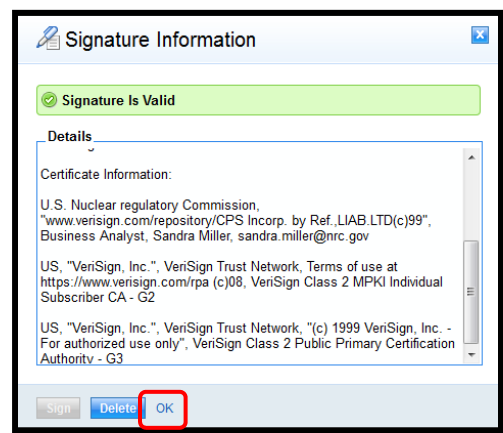 Signature Information
Signature Is Valid
Details
Certificate Information:
U.S. Nuclear regulatory Commission,
"www.verisign.com/repository/CPS Incorp. by Ref.,LIAB.LTD(c)99",
Business Analyst, Sandra Miller, sandra.miller@nrc.gov
US, "VeriSign, Inc.", VeriSign Trust Network, Terms of use at
https://www.verisign.com/rpa (c)08, VeriSign Class 2 MPKI Individual
Subscriber CA - G2
US, "VeriSign, Inc.", VeriSign Trust Network, "(c) 1999 VeriSign, Inc. -
For authorized use only", VeriSign Class 2 Public Primary Certification
Authority - G3
Sign Delete OK